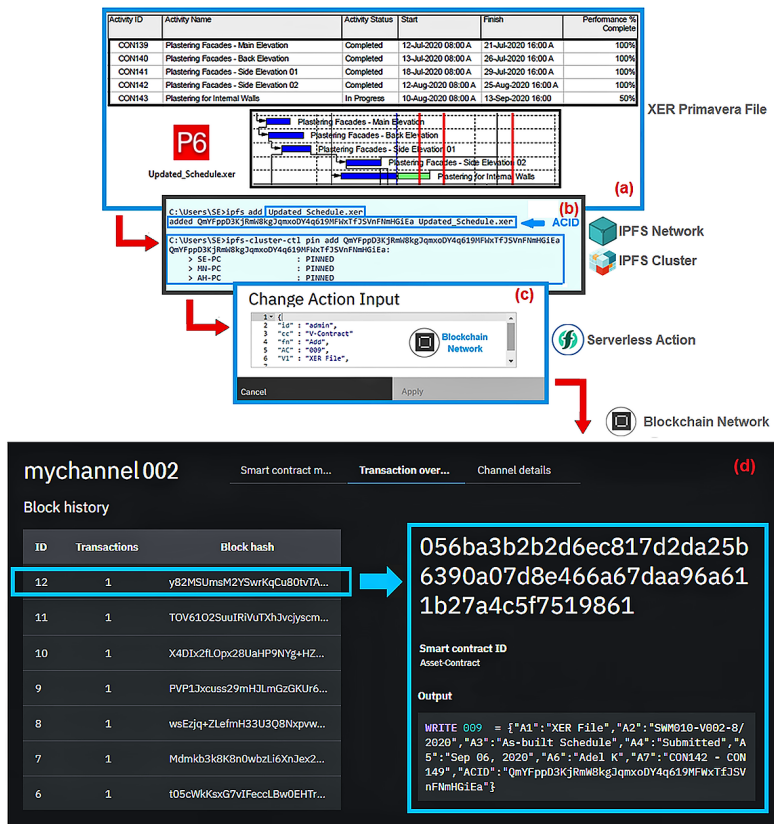 Activity ID Activity Name Activity Status Start Finish Performance % Complete
CON139 Plastering Facades - Main Elevation Completed 12-Jul-2020 08:00 A 21-Jul-2020 16:00 A 100%
CON140 Plastering Facades - Back Elevation Completed 13-Jul-2020 08:00 A 26-Jul-2020 16:00 A 100%
CON141 Plastering Facades - Side Elevation 01 Completed 18-Jul-2020 08:00 A 29-Jul-2020 16:00 A 100%
CON142 Plastering Facades - Side Elevation 02 Completed 12-Aug-2020 08:00 A 25-Aug-2020 16:00 A 100%
CON143 Plastering for Internal Walls In Progress 10-Aug-2020 08:00 A 13-Sep-2020 16:00 50%
XER Primavera File
P6
Updated_Schedule.xer
Plastering Facades - Main Elevation
Plastering Facades - Back Elevation
Plastering Facades - Side Elevation 01
Plastering Facades - Side Elevation 02
Plastering for Internal Walls
(a)
(b)
C:\Users\SE>ipfs add Updated_Schedule.xer
added QmYFppD3KjRmW8kgJqmxoDY4q619MFWxTfJSVnFNmHGiEa Updated_Schedule.xer
ACID
C:\Users\SE>ipfs-cluster-ctl pin add QmYFppD3KjRmW8kgJqmxoDY4q619MFWxTfJSVnFNmHGiEa
QmYFppD3KjRmW8kgJqmxoDY4q619MFWxTfJSVnFNmHGiEa:
> SE-PC : PINNED
> MN-PC : PINNED
> AH-PC : PINNED
IPFS Network
IPFS Cluster
(c)
Change Action Input
1 {
2 "id" : "admin",
3 "cc" : "V-Contract"
4 "fn" : "Add",
5 "AC" : "009",
6 "V1" : "XER File",
7
Blockchain
Network
Cancel
Apply
Serverless Action
Blockchain Network
mychannel002
Smart contract m... Transaction over... Channel details
(d)
Block history
ID Transactions Block hash
12 1 y82MSUmsM2YSwrKqCu80tvTA...
11 1 TOV61O2SuuIRiVuTXhJvcjyscm...
10 1 X4DIx2fLOpx28UaHP9NYg+HZ...
9 1 PVP1Jxcuss29mHJLmGzGKUr6...
8 1 wsEzjq+ZLefmH33U3Q8Nxpvw...
7 1 Mdmkb3k8K8n0wbzLi6XnJex2...
6 1 t05cWkKsxG7vIFeccLBw0EHTr...
056ba3b2b2d6ec817d2da25b
6390a07d8e466a67daa96a61
1b27a4c5f7519861
Smart contract ID
Asset-Contract
Output
WRITE 009 = {"A1":"XER File","A2":"SWM010-V002-8/
2020","A3":"As-built Schedule","A4":"Submitted","A
5":"Sep 06, 2020","A6":"Adel K","A7":"CON142 - CON
149","ACID":"QmYFppD3KjRmW8kgJqmxoDY4q619MFWxTfJSV
nFNmHGiEa"}